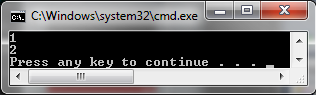 C:\Windows\system32\cmd.exe
1
2
Press any key to continue . . . _